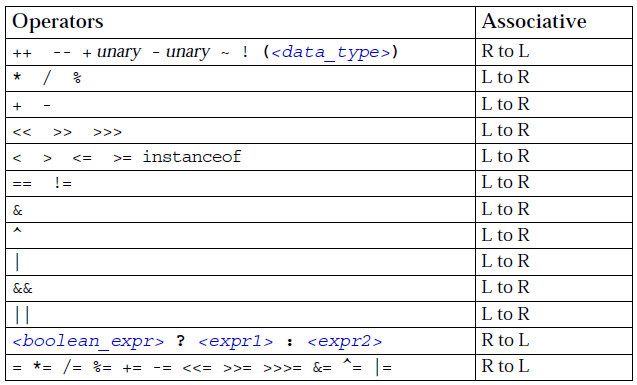 Operators Associative
++ -- + unary - unary ~ ! (<data_type>) R to L
* / % L to R
+ - L to R
<< >> >>> L to R
< > <= >= instanceof L to R
== != L to R
& L to R
^ L to R
| L to R
&& L to R
|| L to R
<boolean_expr> ? <expr1> : <expr2> R to L
= *= /= %= += -= <<= >>= >>>= &= ^= |= R to L